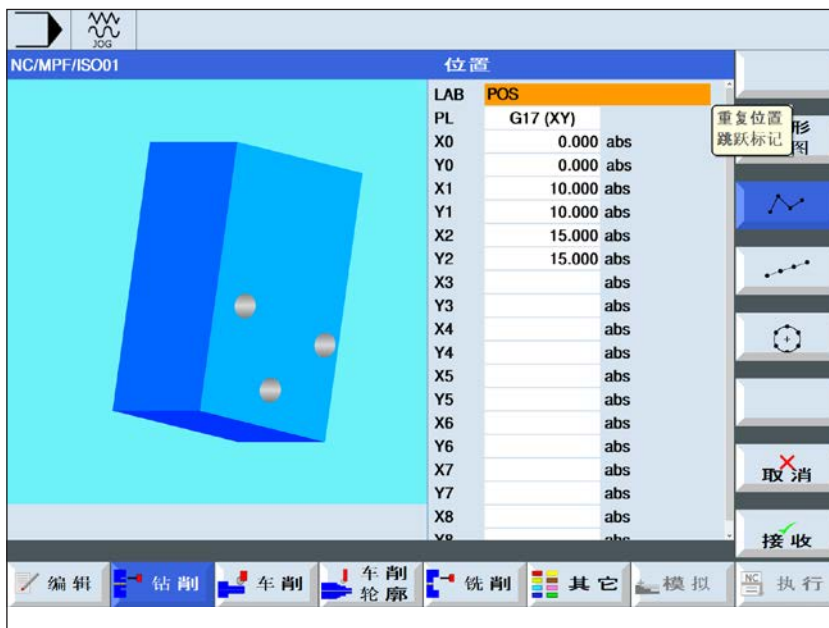 JOG
NC/MPF/ISO01
位置
LAB POS
PL G17 (XY)
X0 0.000 abs
Y0 0.000 abs
X1 10.000 abs
Y1 10.000 abs
X2 15.000 abs
Y2 15.000 abs
X3 abs
Y3 abs
X4 abs
Y4 abs
X5 abs
Y5 abs
X6 abs
Y6 abs
X7 abs
Y7 abs
X8 abs
Y8 abs
重复位置
跳跃标记
形
图
取消
接收
编辑
钻削
车削
车削
轮廓
铣削
其它
模拟
NC
执行